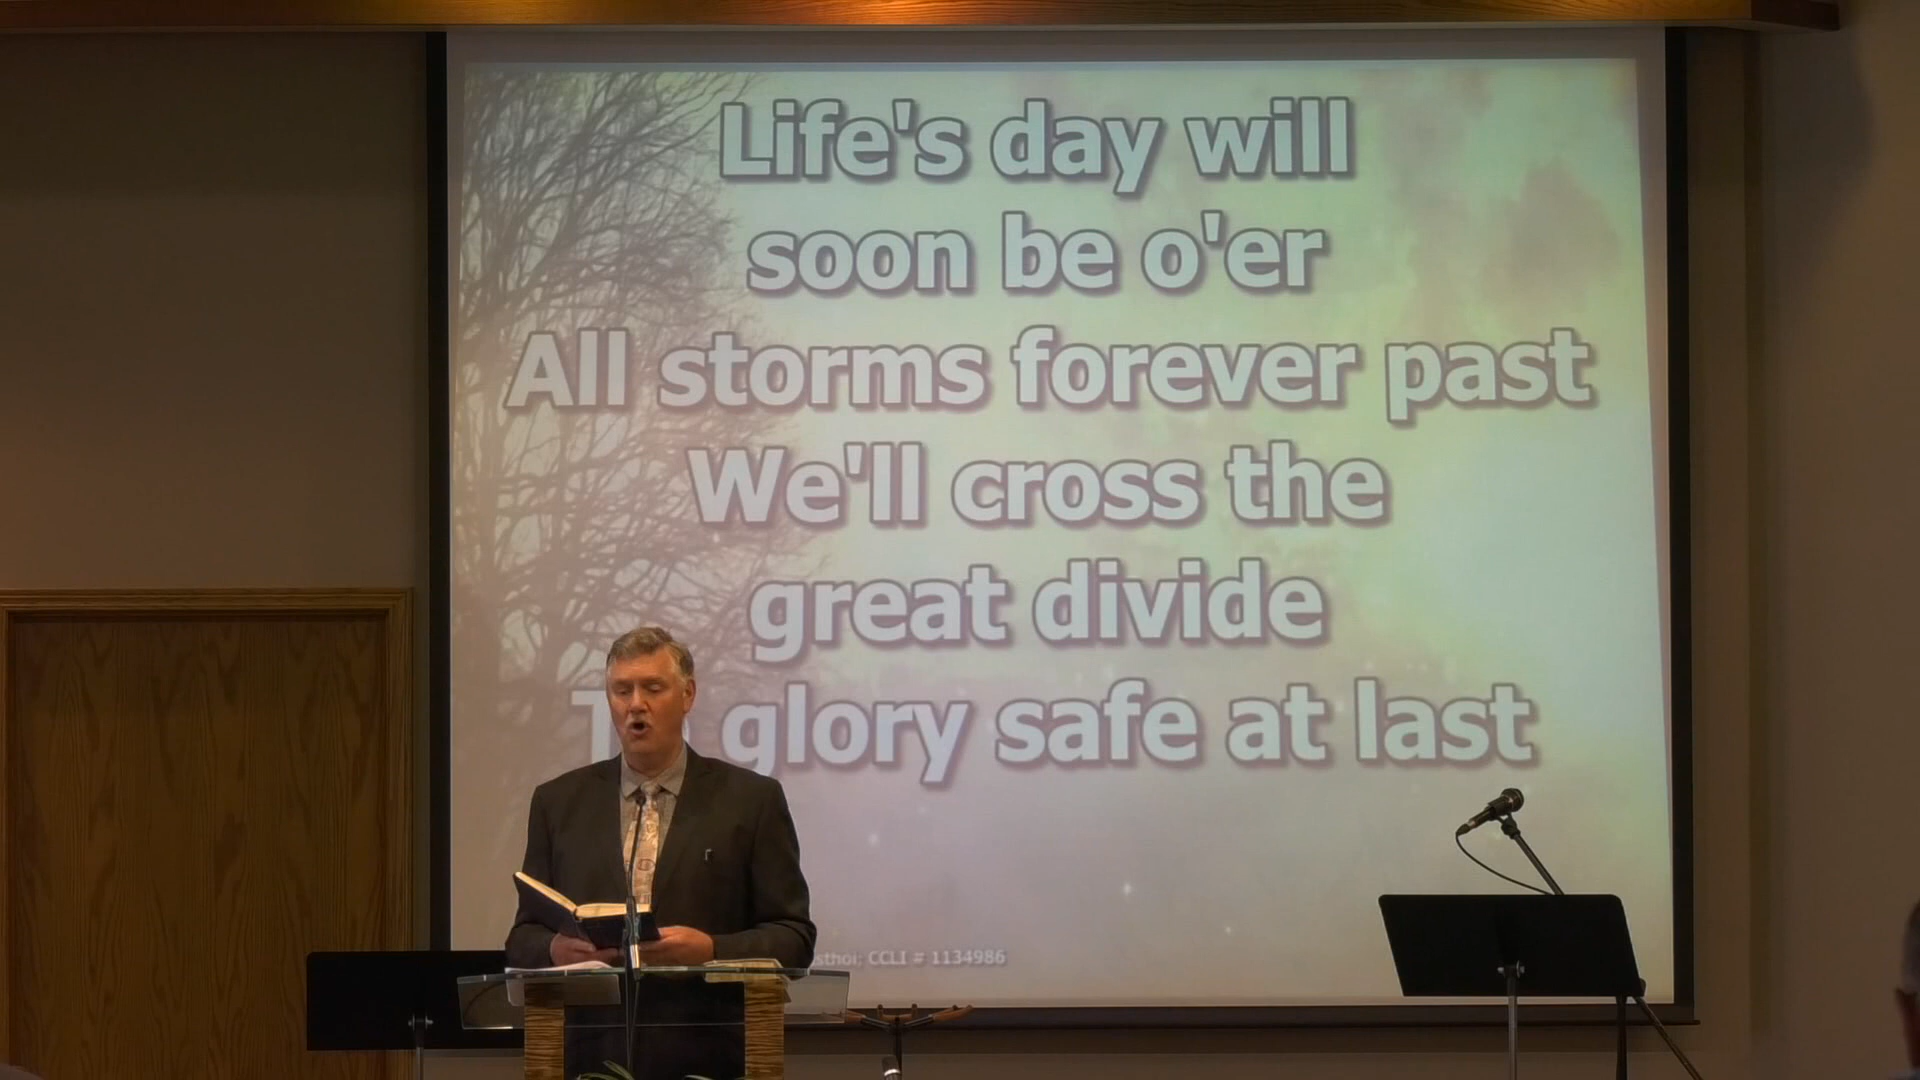 Life's day will
soon be o'er
All storms forever past
We'll cross the
great divide
glory safe at last
CCLI # 1134986